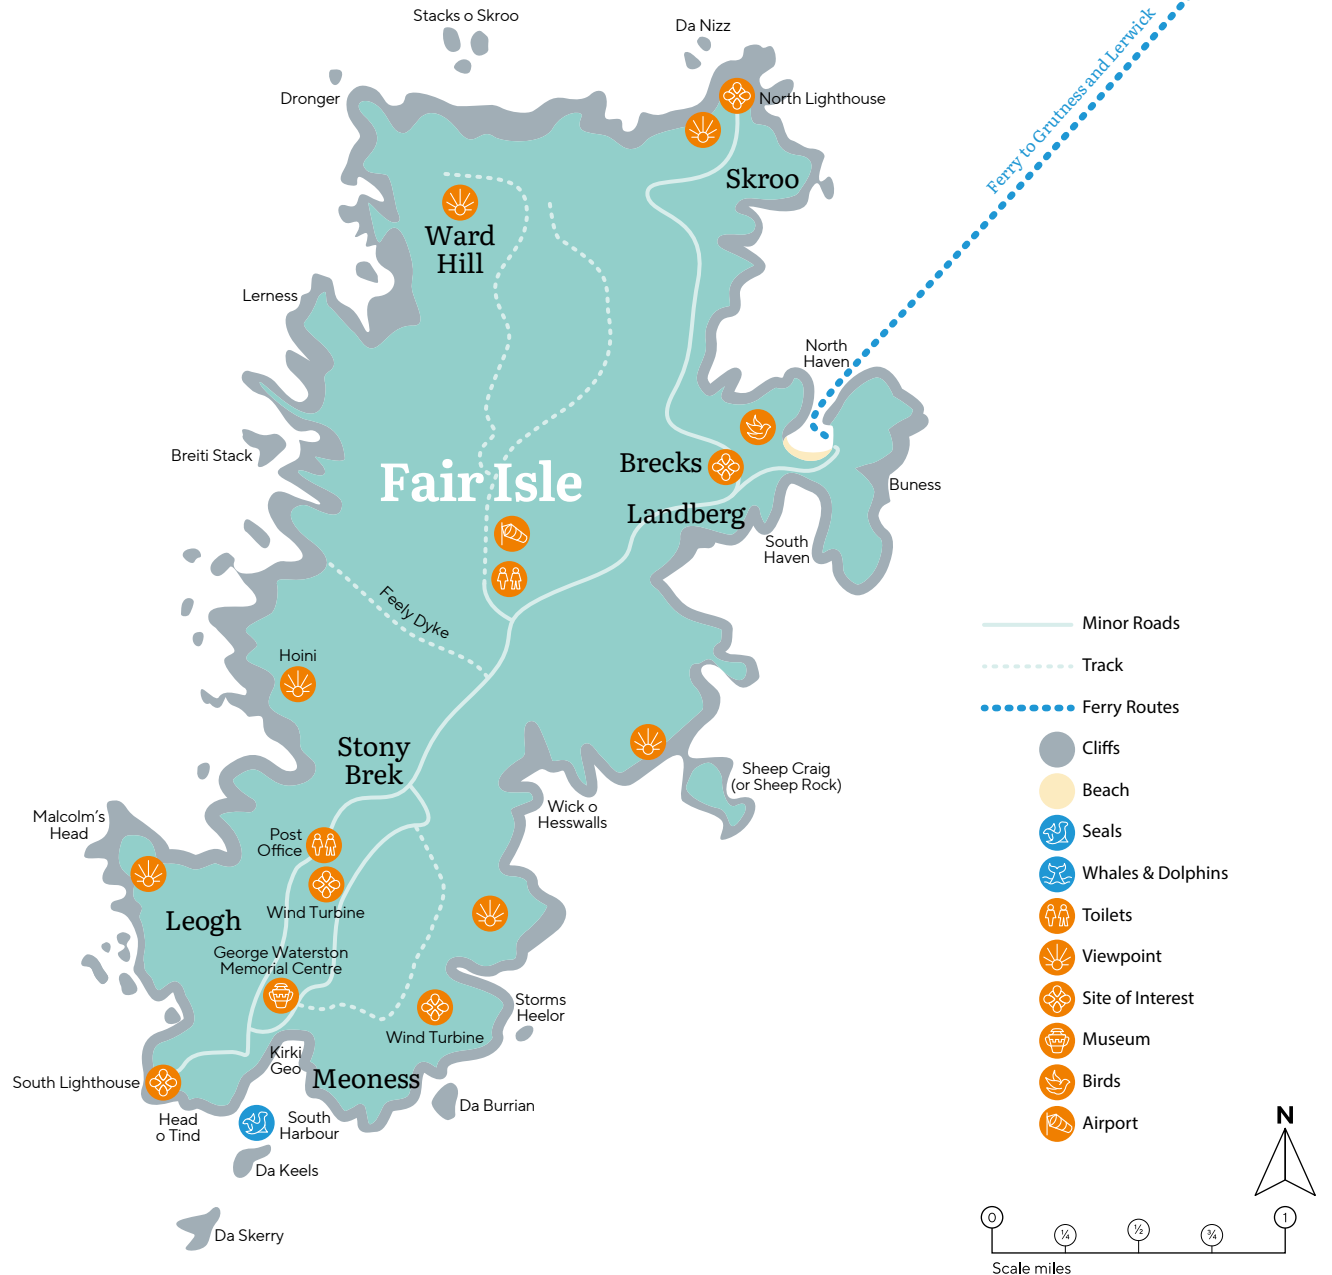 Stacks o Skroo
Da Nizz
Dronger
North Lighthouse
Ferry to Grutness and Lerwick
Skroo
Ward
Hill
Lerness
North
Haven
Breiti Stack
Brecks
Fair Isle
Buness
Landberg
South
Haven
Feely Dyke
Hoini
Stony
Brek
Sheep Craig
(or Sheep Rock)
Wick o
Hesswalls
Malcolm's
Head
Post
Office
Wind Turbine
Leogh
George Waterston
Memorial Centre
Storms
Heelor
Wind Turbine
Kirki
Geo
Meoness
South Lighthouse
Da Burrian
Head
o Tind
South
Harbour
Da Keels
Da Skerry
Minor Roads
Track
Ferry Routes
Cliffs
Beach
Seals
Whales & Dolphins
Toilets
Viewpoint
Site of Interest
Museum
Birds
Airport
N
0
¼
½
¾
1
Scale miles